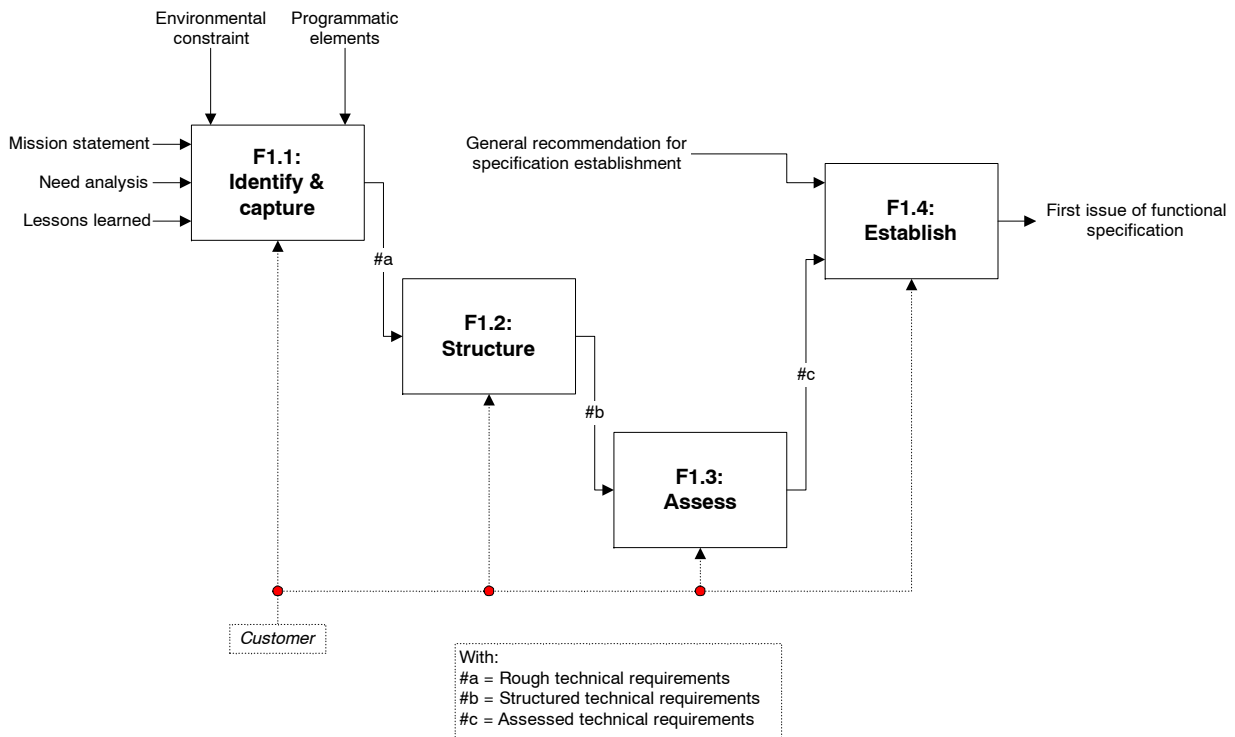 Environmental
constraint
Programmatic
elements
Mission statement
Need analysis
Lessons learned
F1.1:
Identify &
capture
General recommendation for
specification establishment
F1.4:
Establish
First issue of functional
specification
#a
F1.2:
Structure
#c
#b
F1.3:
Assess
Customer
With:
#a = Rough technical requirements
#b = Structured technical requirements
#c = Assessed technical requirements